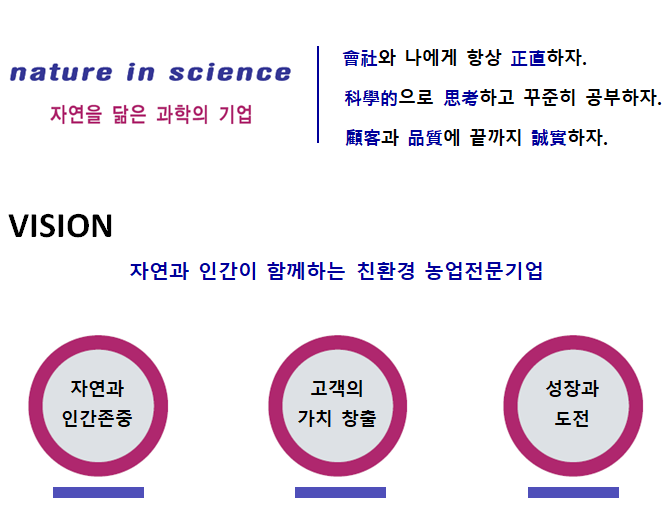 nature in science
자연을 닮은 과학의 기업
會社와 나에게 항상 正直하자.
科學的으로 思考하고 꾸준히 공부하자.
顧客과 品質에 끝까지 誠實하자.
VISION
자연과 인간이 함께하는 친환경 농업전문기업
자연과
인간존중
고객의
가치 창출
성장과
도전